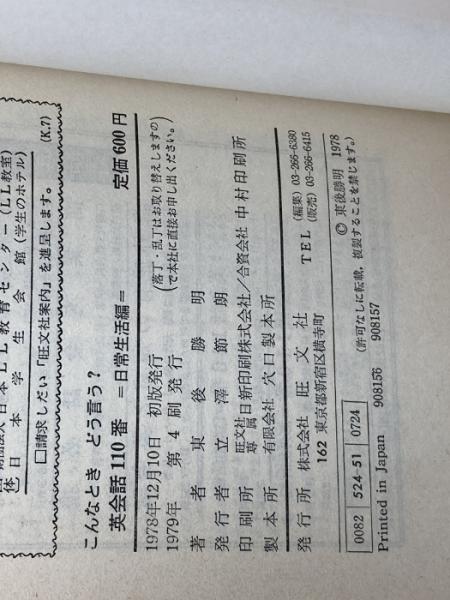 日本LL教育センター(LL教室)
体 日本学生会館(学生のホテル)
□請求しだい「旺文社案内」を進呈します。 (K.7)
こんなとき どう言う?
英会話110番 =日常生活編= 定価600円
1978年12月10日 初版発行
1979年 第4刷発行
(落丁・乱丁はお取り替えしますので本社に直接お申し出ください。)
著者 東後勝明
発行者 立澤節朗
印刷所 旺文社専属 日新印刷株式会社/合資会社 中村印刷所
製本所 有限会社 穴口製本所
発行所 株式会社 旺文社 TEL (編集) 03-266-6380 (販売) 03-266-6415
162 東京都新宿区横寺町
© 東後勝明 1978
(許可なしに転載, 複製することを禁じます。)
0082 524-51 0724 908156 908157
Printed in Japan